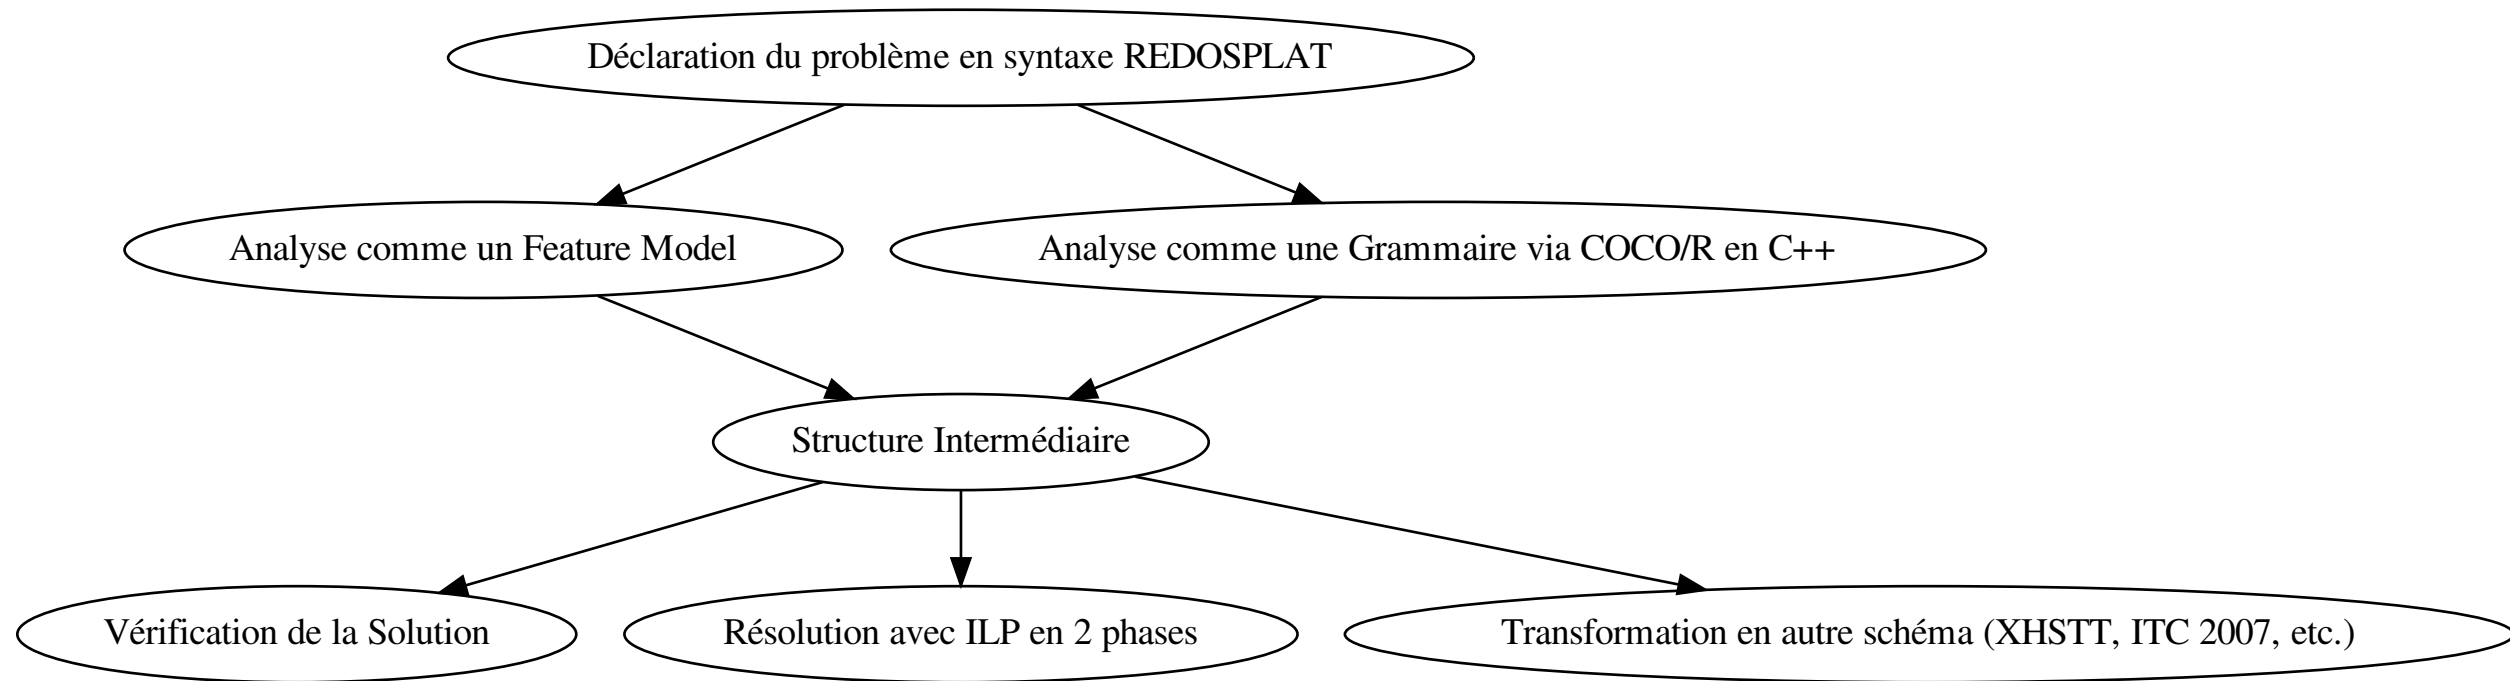 Déclaration du problème en syntaxe REDOSPLAT
Analyse comme un Feature Model
Analyse comme une Grammaire via COCO/R en C++
Structure Intermédiaire
Vérification de la Solution
Résolution avec ILP en 2 phases
Transformation en autre schéma (XHSTT, ITC 2007, etc.)